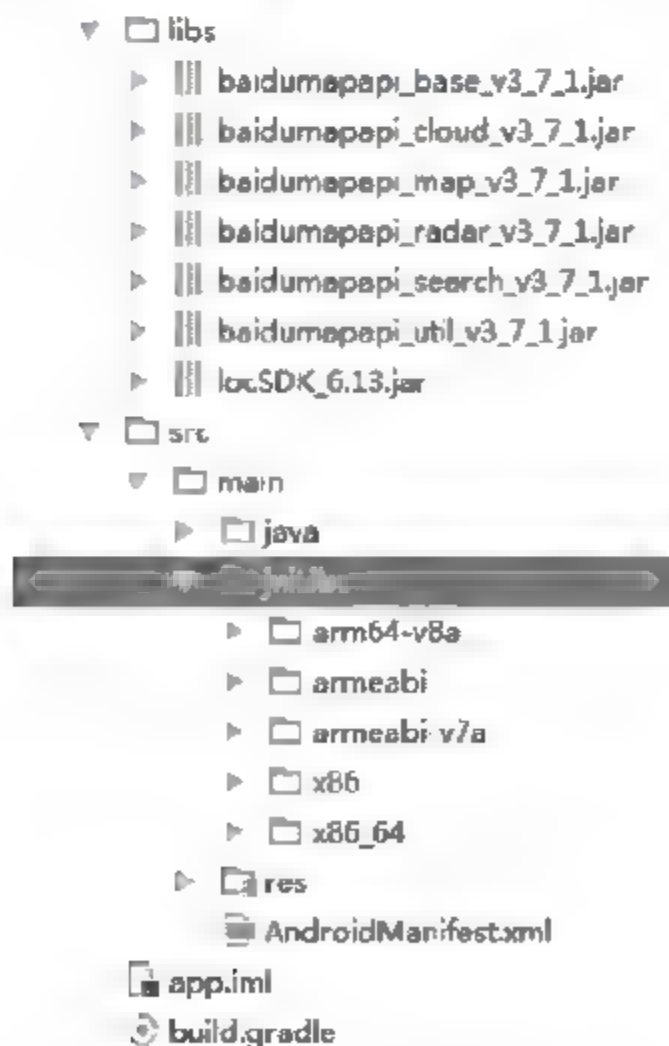 libs
baidumapapi_base_v3_7_1.jar
baidumapapi_cloud_v3_7_1.jar
baidumapapi_map_v3_7_1.jar
baidumapapi_radar_v3_7_1.jar
baidumapapi_search_v3_7_1.jar
baidumapapi_util_v3_7_1.jar
locSDK_6.13.jar
src
main
java
arm64-v8a
armeabi
armeabi-v7a
x86
x86_64
res
AndroidManifest.xml
app.iml
build.gradle